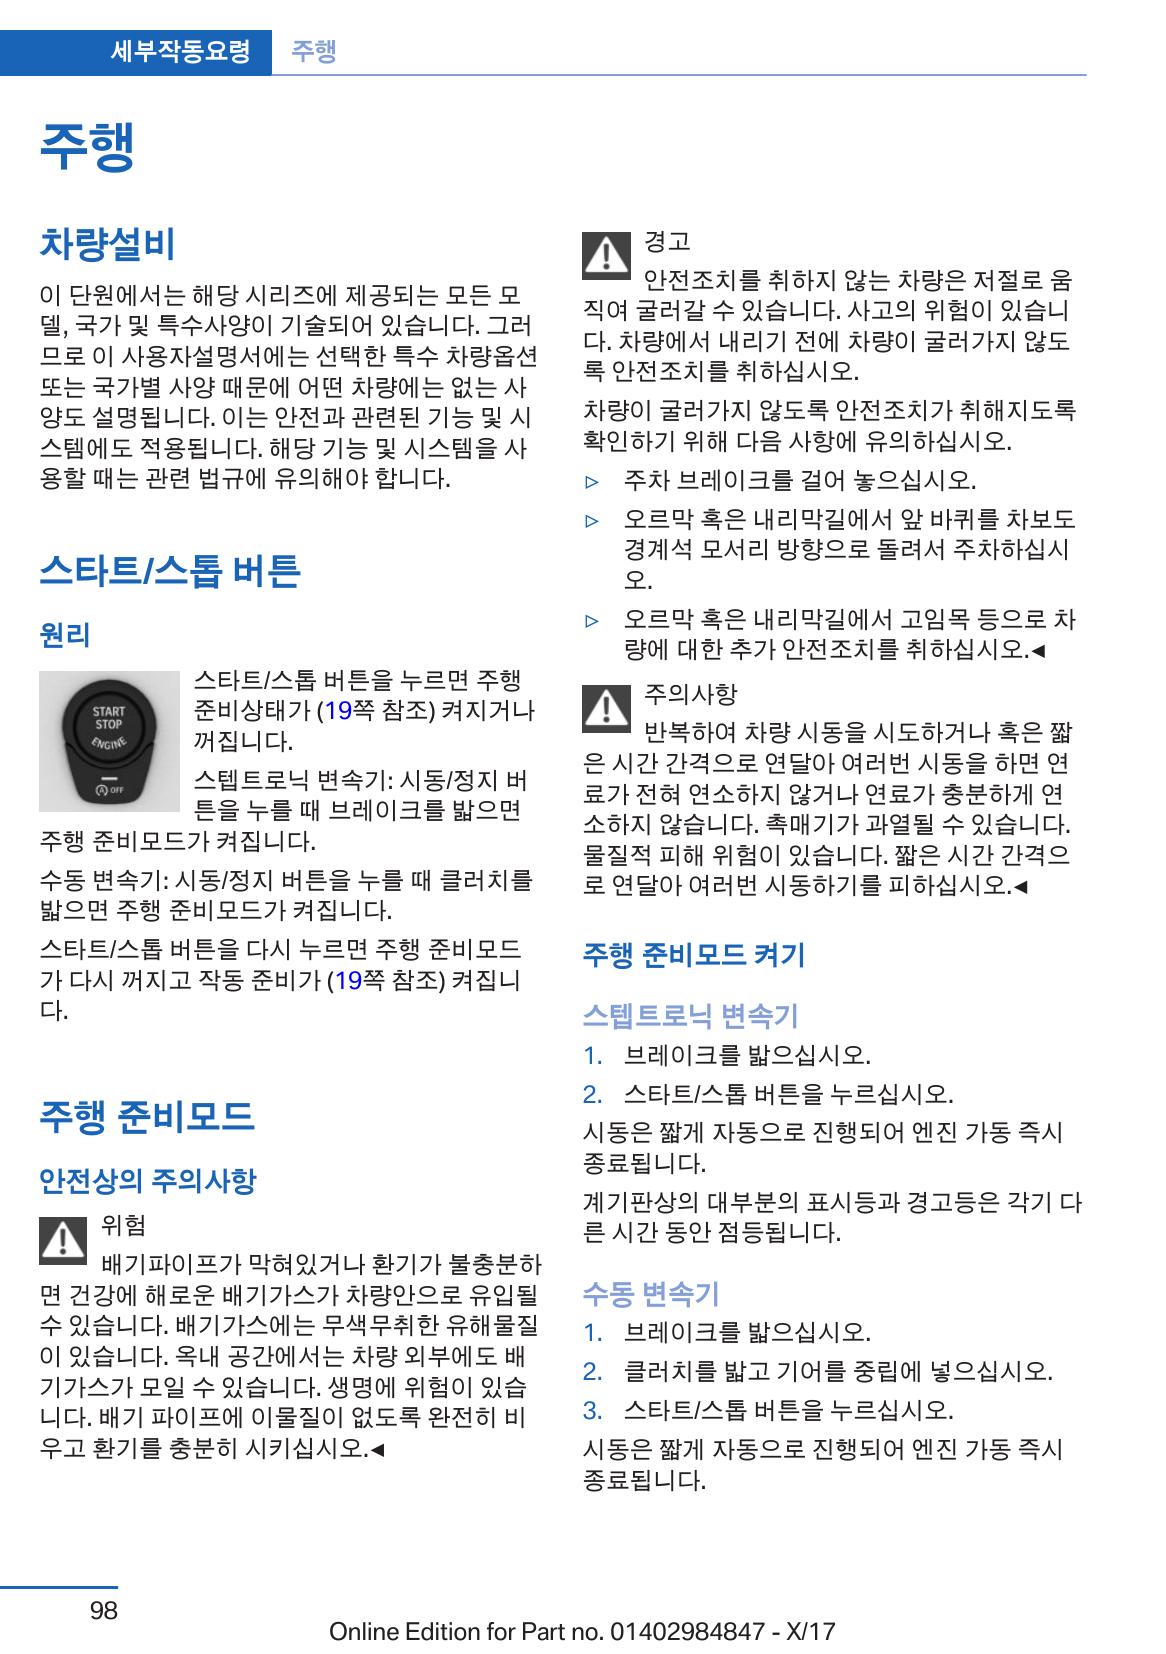 세부작동요령 주행
주행
차량설비
이 단원에서는 해당 시리즈에 제공되는 모든 모
델, 국가 및 특수사양이 기술되어 있습니다. 그러
므로 이 사용자설명서에는 선택한 특수 차량옵션
또는 국가별 사양 때문에 어떤 차량에는 없는 사
양도 설명됩니다. 이는 안전과 관련된 기능 및 시
스템에도 적용됩니다. 해당 기능 및 시스템을 사
용할 때는 관련 법규에 유의해야 합니다.
스타트/스톱 버튼
원리
START
STOP
ENGINE
A OFF
스타트/스톱 버튼을 누르면 주행
준비상태가 (19쪽 참조) 켜지거나
꺼집니다.
스텝트로닉 변속기: 시동/정지 버
튼을 누를 때 브레이크를 밟으면
주행 준비모드가 켜집니다.
수동 변속기: 시동/정지 버튼을 누를 때 클러치를
밟으면 주행 준비모드가 켜집니다.
스타트/스톱 버튼을 다시 누르면 주행 준비모드
가 다시 꺼지고 작동 준비가 (19쪽 참조) 켜집니
다.
주행 준비모드
안전상의 주의사항
위험
배기파이프가 막혀있거나 환기가 불충분하
면 건강에 해로운 배기가스가 차량안으로 유입될
수 있습니다. 배기가스에는 무색무취한 유해물질
이 있습니다. 옥내 공간에서는 차량 외부에도 배
기가스가 모일 수 있습니다. 생명에 위험이 있습
니다. 배기 파이프에 이물질이 없도록 완전히 비
우고 환기를 충분히 시키십시오.◄
경고
안전조치를 취하지 않는 차량은 저절로 움
직여 굴러갈 수 있습니다. 사고의 위험이 있습니
다. 차량에서 내리기 전에 차량이 굴러가지 않도
록 안전조치를 취하십시오.
차량이 굴러가지 않도록 안전조치가 취해지도록
확인하기 위해 다음 사항에 유의하십시오.
▷ 주차 브레이크를 걸어 놓으십시오.
▷ 오르막 혹은 내리막길에서 앞 바퀴를 차보도
경계석 모서리 방향으로 돌려서 주차하십시
오.
▷ 오르막 혹은 내리막길에서 고임목 등으로 차
량에 대한 추가 안전조치를 취하십시오.◄
주의사항
반복하여 차량 시동을 시도하거나 혹은 짧
은 시간 간격으로 연달아 여러번 시동을 하면 연
료가 전혀 연소하지 않거나 연료가 충분하게 연
소하지 않습니다. 촉매기가 과열될 수 있습니다.
물질적 피해 위험이 있습니다. 짧은 시간 간격으
로 연달아 여러번 시동하기를 피하십시오.◄
주행 준비모드 켜기
스텝트로닉 변속기
1. 브레이크를 밟으십시오.
2. 스타트/스톱 버튼을 누르십시오.
시동은 짧게 자동으로 진행되어 엔진 가동 즉시
종료됩니다.
계기판상의 대부분의 표시등과 경고등은 각기 다
른 시간 동안 점등됩니다.
수동 변속기
1. 브레이크를 밟으십시오.
2. 클러치를 밟고 기어를 중립에 넣으십시오.
3. 스타트/스톱 버튼을 누르십시오.
시동은 짧게 자동으로 진행되어 엔진 가동 즉시
종료됩니다.
98
Online Edition for Part no. 01402984847 - X/17